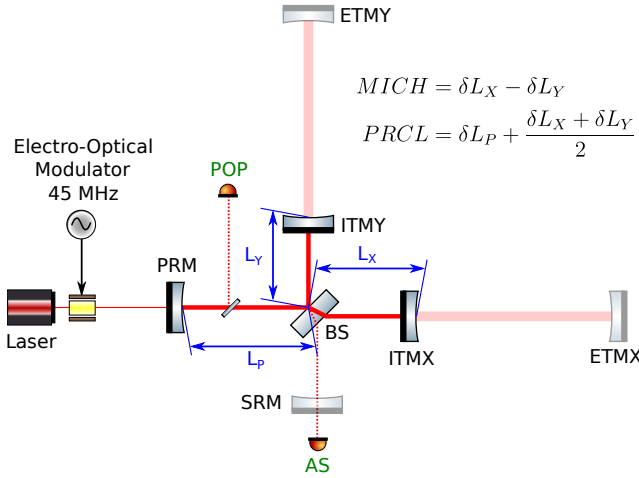 ETMY
MICH = δL_X − δL_Y
PRCL = δL_P + \frac{δL_X + δL_Y}{2}
Electro-Optical
Modulator
45 MHz
POP
ITMY
L_Y
L_X
PRM
Laser
BS
ITMX
ETMX
L_P
SRM
AS